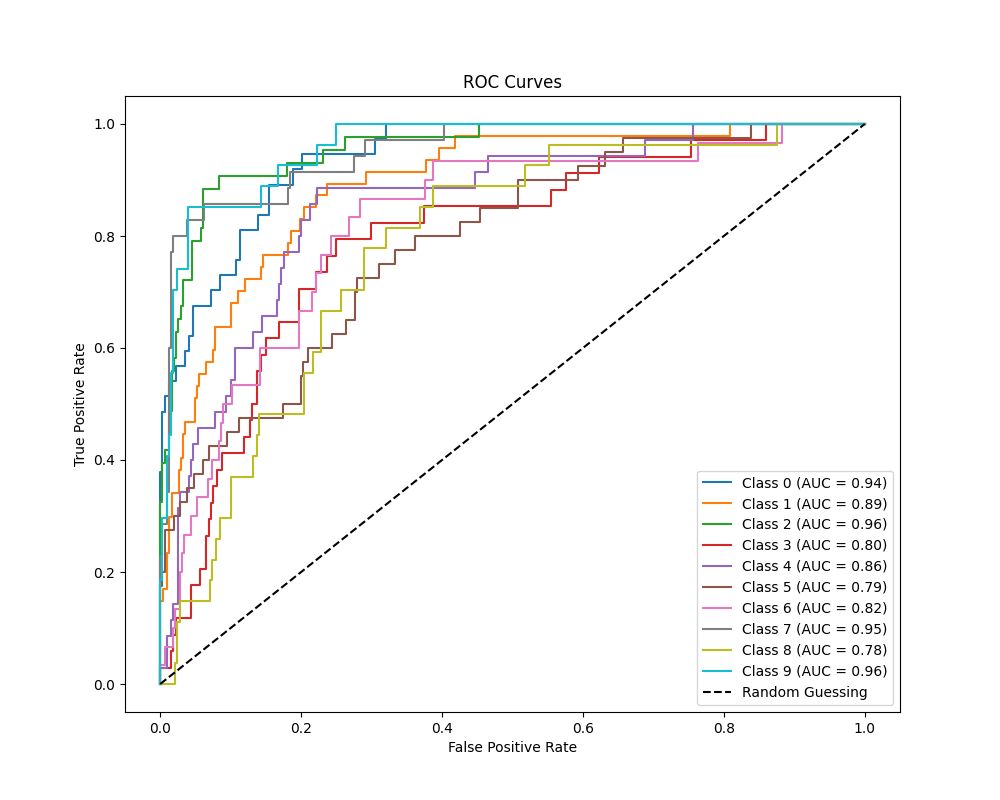 ROC Curves
True Positive Rate
1.0
0.8
0.6
0.4
0.2
0.0
0.0 0.2 0.4 0.6 0.8 1.0
False Positive Rate
Class 0 (AUC = 0.94)
Class 1 (AUC = 0.89)
Class 2 (AUC = 0.96)
Class 3 (AUC = 0.80)
Class 4 (AUC = 0.86)
Class 5 (AUC = 0.79)
Class 6 (AUC = 0.82)
Class 7 (AUC = 0.95)
Class 8 (AUC = 0.78)
Class 9 (AUC = 0.96)
Random Guessing